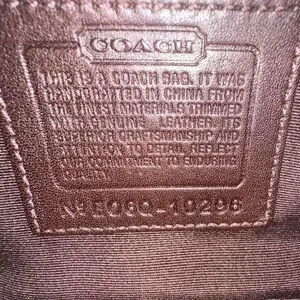 COACH
THIS IS A COACH BAG. IT WAS
HANDCRAFTED IN CHINA FROM
THE FINEST MATERIALS TRIMMED
WITH GENUINE LEATHER. ITS
SUPERIOR CRAFTSMANSHIP AND
ATTENTION TO DETAIL REFLECT
OUR COMMITMENT TO ENDURING
QUALITY.
-10296